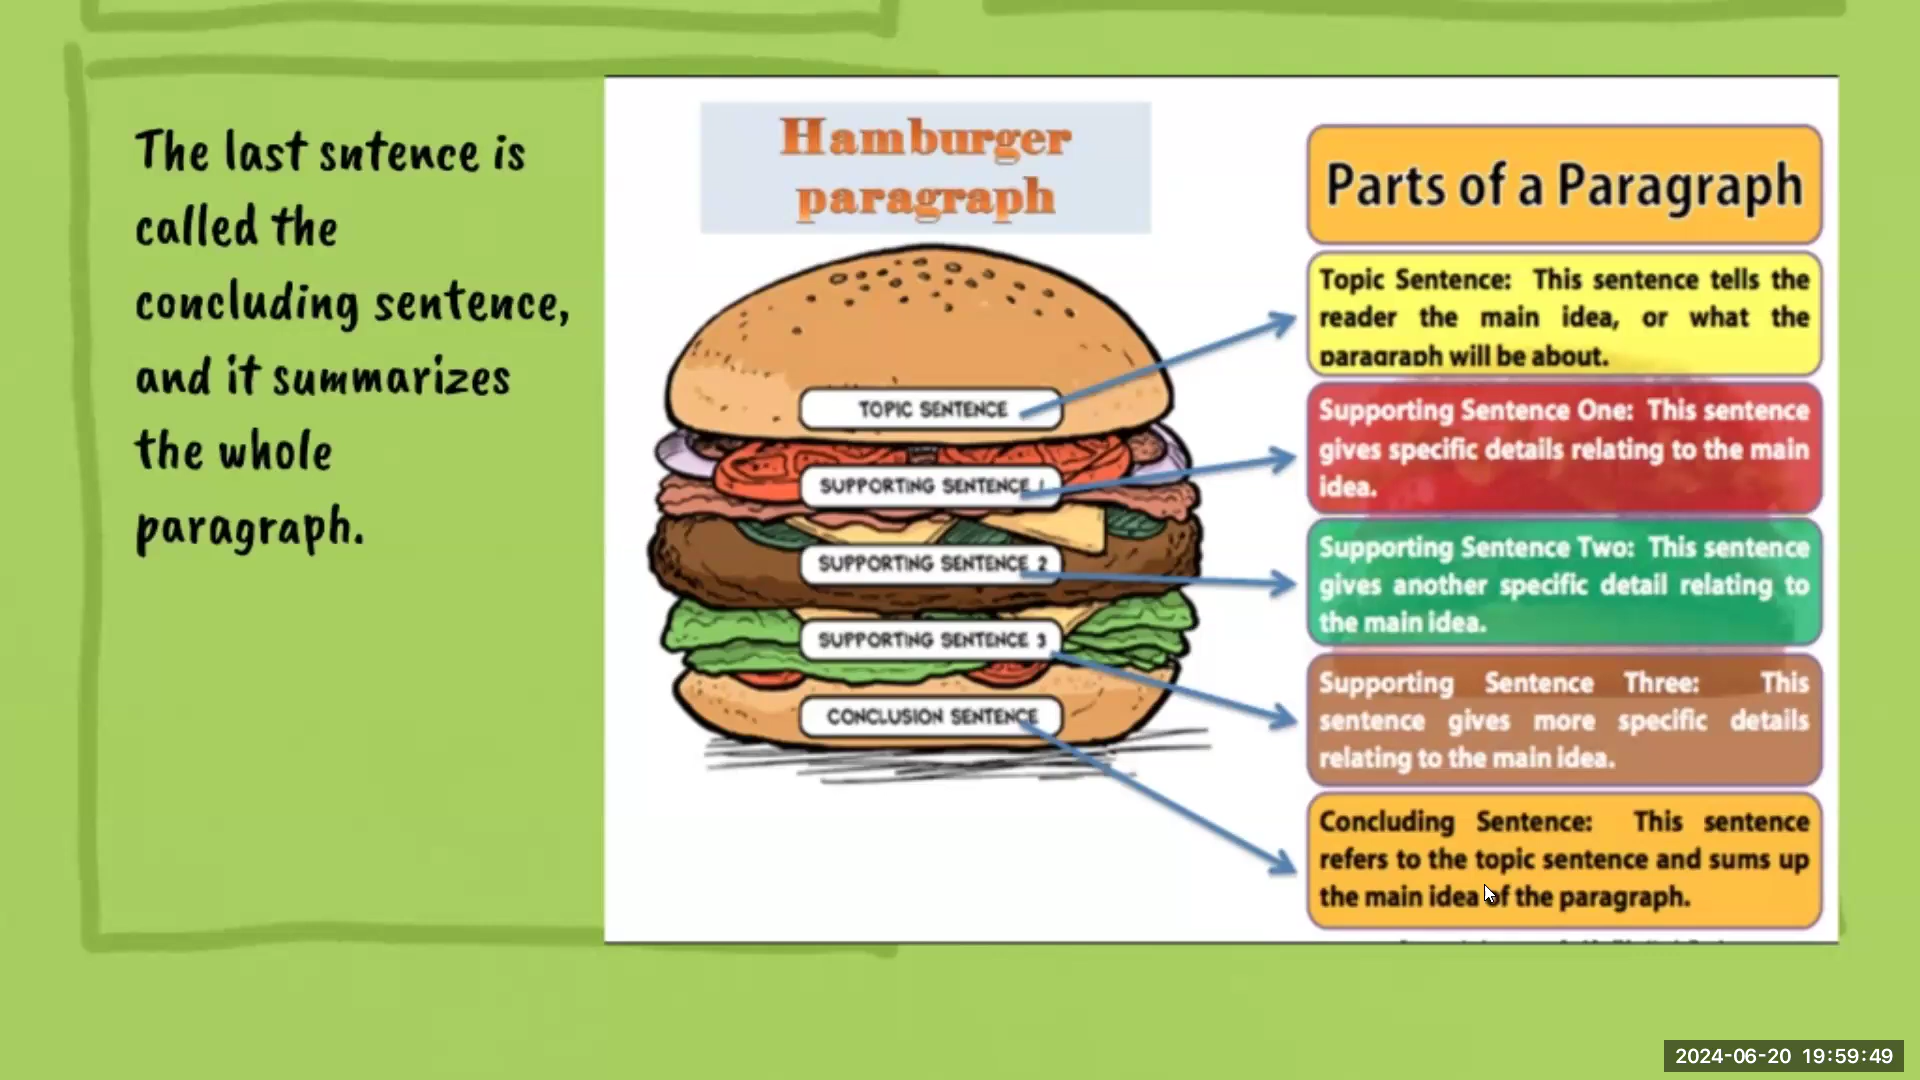 The last sntence is
called the
concluding sentence,
and it summarizes
the whole
paragraph.
Hamburger
paragraph
TOPIC SENTENCE
SUPPORTING SENTENCE 1
SUPPORTING SENTENCE 2
SUPPORTING SENTENCE 3
CONCLUSION SENTENCE
Parts of a Paragraph
Topic Sentence: This sentence tells the
reader the main idea, or what the
paragraph will be about.
Supporting Sentence One: This sentence
gives specific details relating to the main
idea.
Supporting Sentence Two: This sentence
gives another specific detail relating to
the main idea.
Supporting Sentence Three: This
sentence gives more specific details
relating to the main idea.
Concluding Sentence: This sentence
refers to the topic sentence and sums up
the main idea of the paragraph.
2024-06-20 19:59:49